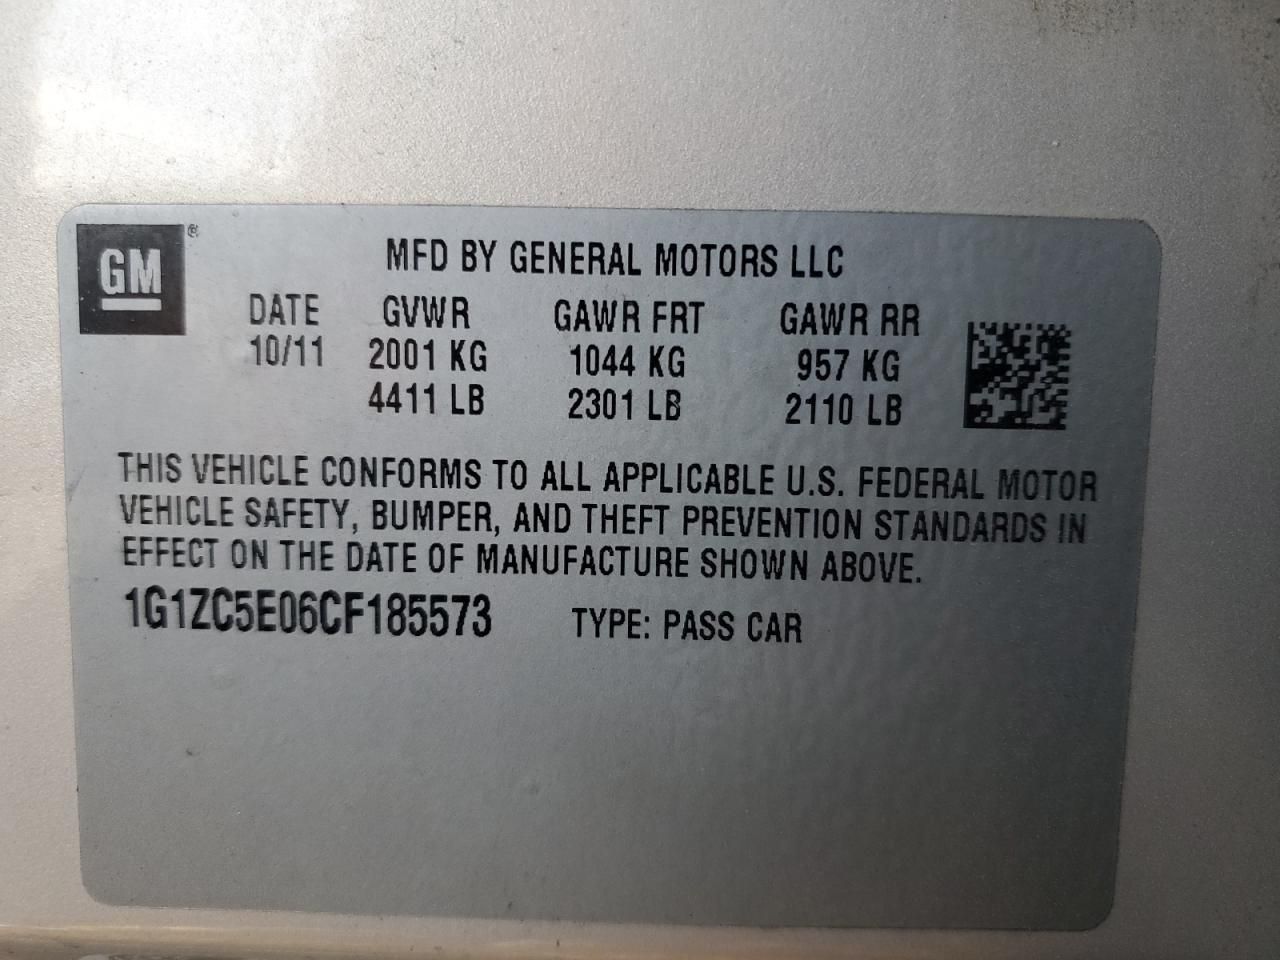 GM ®
MFD BY GENERAL MOTORS LLC
DATE GVWR GAWR FRT GAWR RR
10/11 2001 KG 1044 KG 957 KG
4411 LB 2301 LB 2110 LB
THIS VEHICLE CONFORMS TO ALL APPLICABLE U.S. FEDERAL MOTOR
VEHICLE SAFETY, BUMPER, AND THEFT PREVENTION STANDARDS IN
EFFECT ON THE DATE OF MANUFACTURE SHOWN ABOVE.
1G1ZC5E06CF185573 TYPE: PASS CAR